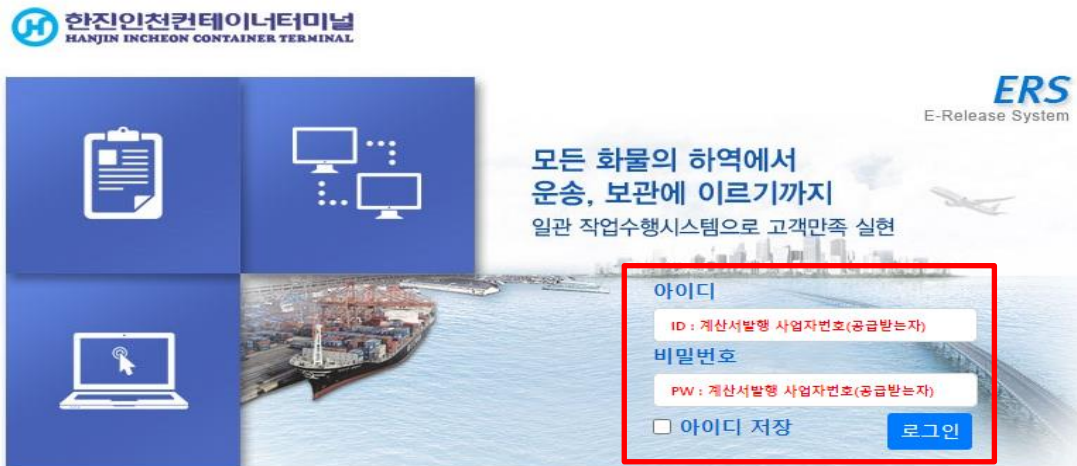 한진인천컨테이너터미널
HANJIN INCHEON CONTAINER TERMINAL
ERS
E-Release System
모든 화물의 하역에서
운송, 보관에 이르기까지
일관 작업수행시스템으로 고객만족 실현
아이디
ID : 계산서발행 사업자번호(공급받는자)
비밀번호
PW : 계산서발행 사업자번호(공급받는자)
아이디 저장
로그인